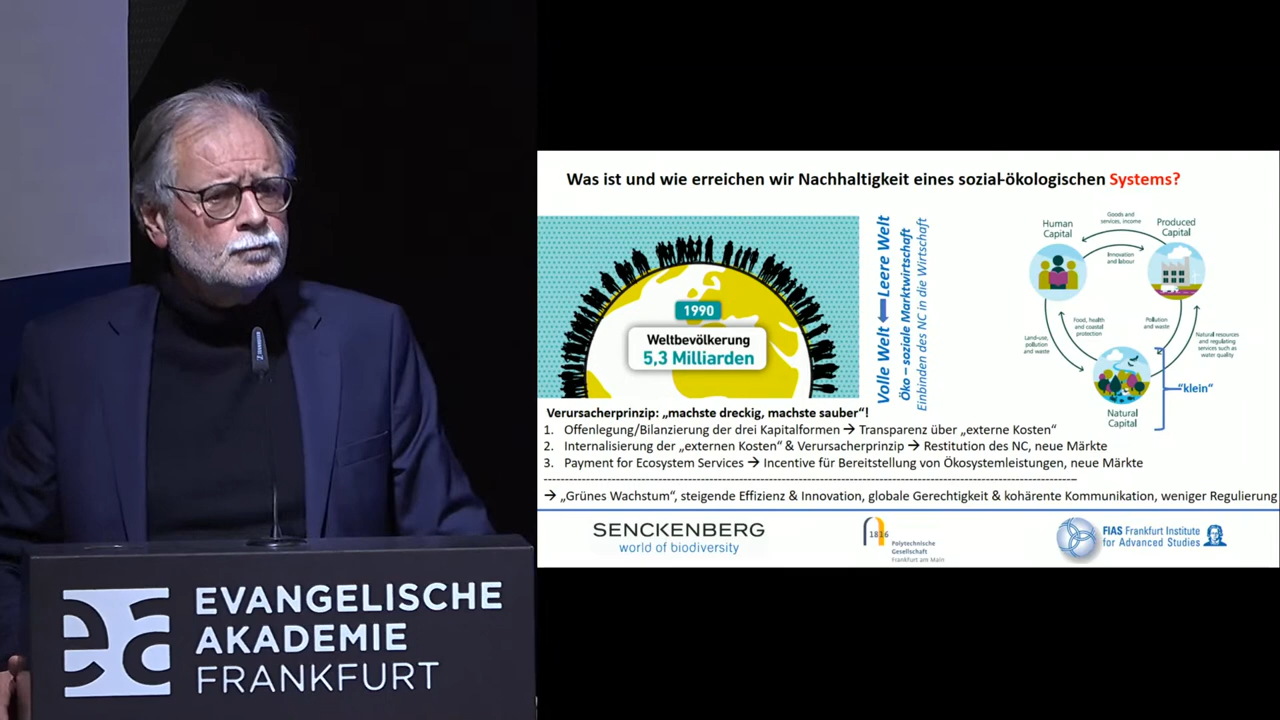 EVANGELISCHE
AKADEMIE
FRANKFURT
ea
Was ist und wie erreichen wir Nachhaltigkeit eines sozial-ökologischen Systems?
1990
Weltbevölkerung
5,3 Milliarden
Volle Welt Leere Welt
Öko – soziale Marktwirtschaft
Einbinden des NC in die Wirtschaft
Human
Capital
Goods and
services, income
Produced
Capital
Innovation
and labour
Food, health
and coastal
protection
Pollution
and waste
Land-use,
pollution
and waste
Natural resources
and regulating
services such as
water quality
Natural
Capital
“klein“
Verursacherprinzip: „machste dreckig, machste sauber“!
1. Offenlegung/Bilanzierung der drei Kapitalformen → Transparenz über „externe Kosten“
2. Internalisierung der „externen Kosten“ & Verursacherprinzip → Restitution des NC, neue Märkte
3. Payment for Ecosystem Services → Incentive für Bereitstellung von Ökosystemleistungen, neue Märkte
→ „Grünes Wachstum“, steigende Effizienz & Innovation, globale Gerechtigkeit & kohärente Kommunikation, weniger Regulierung
SENCKENBERG
world of biodiversity
1816
Polytechnische
Gesellschaft
Frankfurt am Main
FIAS Frankfurt Institute
for Advanced Studies